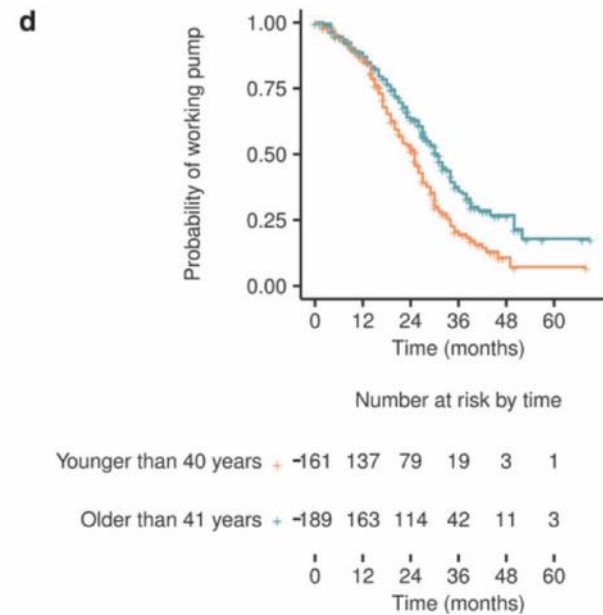 d
Probability of working pump
1.00
0.75
0.50
0.25
0.00
0 12 24 36 48 60
Time (months)
Number at risk by time
Younger than 40 years 161 137 79 19 3 1
Older than 41 years 189 163 114 42 11 3
0 12 24 36 48 60
Time (months)